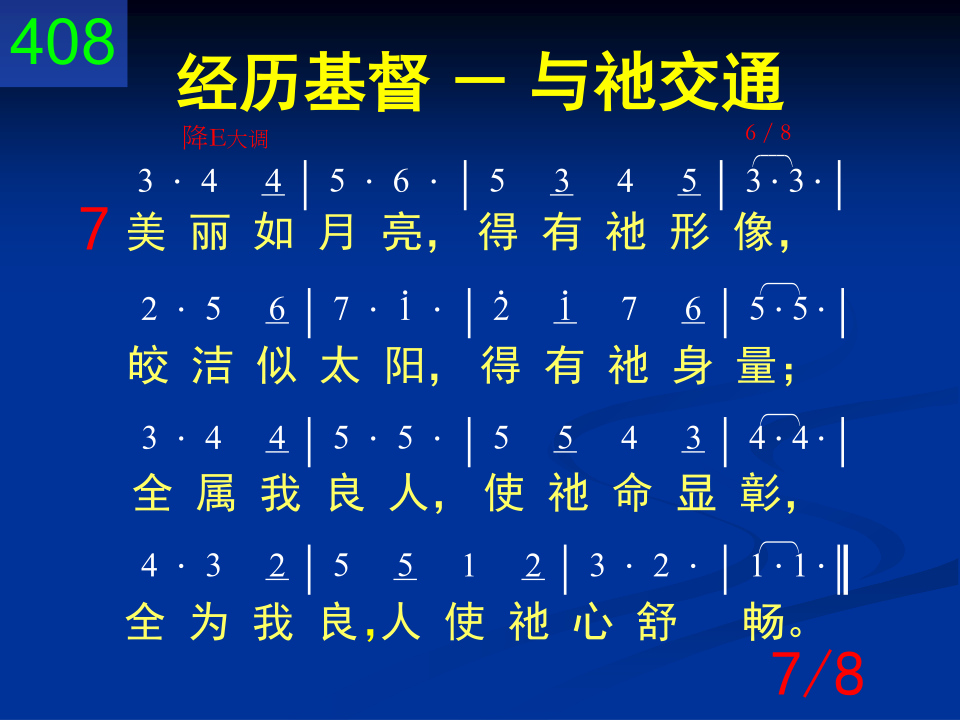 408
经历基督 － 与祂交通
降E大调 6 / 8
3 · 4 4 | 5 · 6 · | 5 3 4 5 | 3 · 3 · |
7 美 丽 如 月 亮, 得 有 祂 形 像,
2 · 5 6 | 7 · i · | 2̇ i 7 6 | 5 · 5 · |
皎 洁 似 太 阳, 得 有 祂 身 量;
3 · 4 4 | 5 · 5 · | 5 5 4 3 | 4 · 4 · |
全 属 我 良 人, 使 祂 命 显 彰,
4 · 3 2 | 5 5 1 2 | 3 · 2 · | 1 · 1 · ‖
全 为 我 良,人 使 祂 心 舒 畅。
7/8